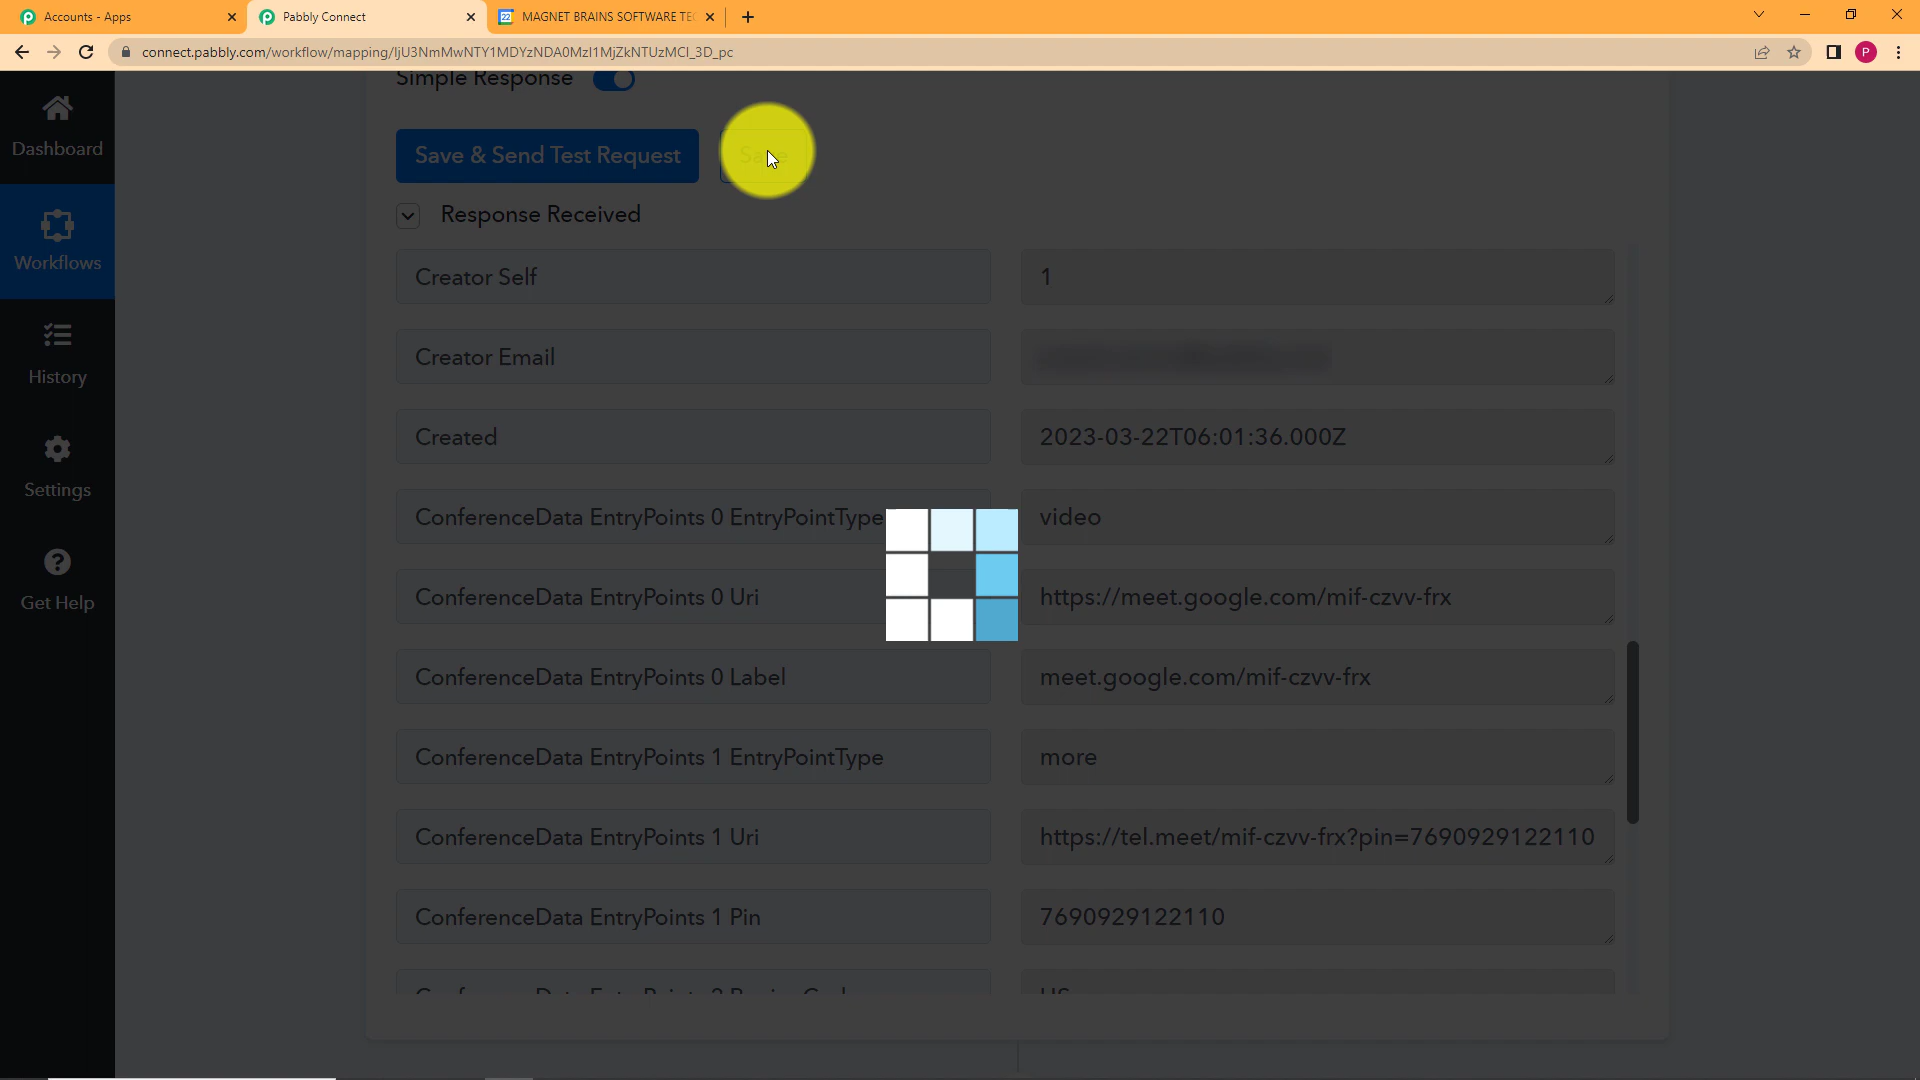 Accounts - Apps
Pabbly Connect
22
MAGNET BRAINS SOFTWARE TEC
connect.pabbly.com/workflow/mapping/IjU3NmMwNTY1MDYzNDA0MzI1MjZkNTUzMCI_3D_pc
P
Simple Response
Dashboard
Save & Send Test Request
Save
Response Received
Workflows
Creator Self
1
History
Creator Email
Created
2023-03-22T06:01:36.000Z
Settings
ConferenceData EntryPoints 0 EntryPointType
video
Get Help
ConferenceData EntryPoints 0 Uri
https://meet.google.com/mif-czvv-frx
ConferenceData EntryPoints 0 Label
meet.google.com/mif-czvv-frx
ConferenceData EntryPoints 1 EntryPointType
more
ConferenceData EntryPoints 1 Uri
https://tel.meet/mif-czvv-frx?pin=7690929122110
ConferenceData EntryPoints 1 Pin
7690929122110